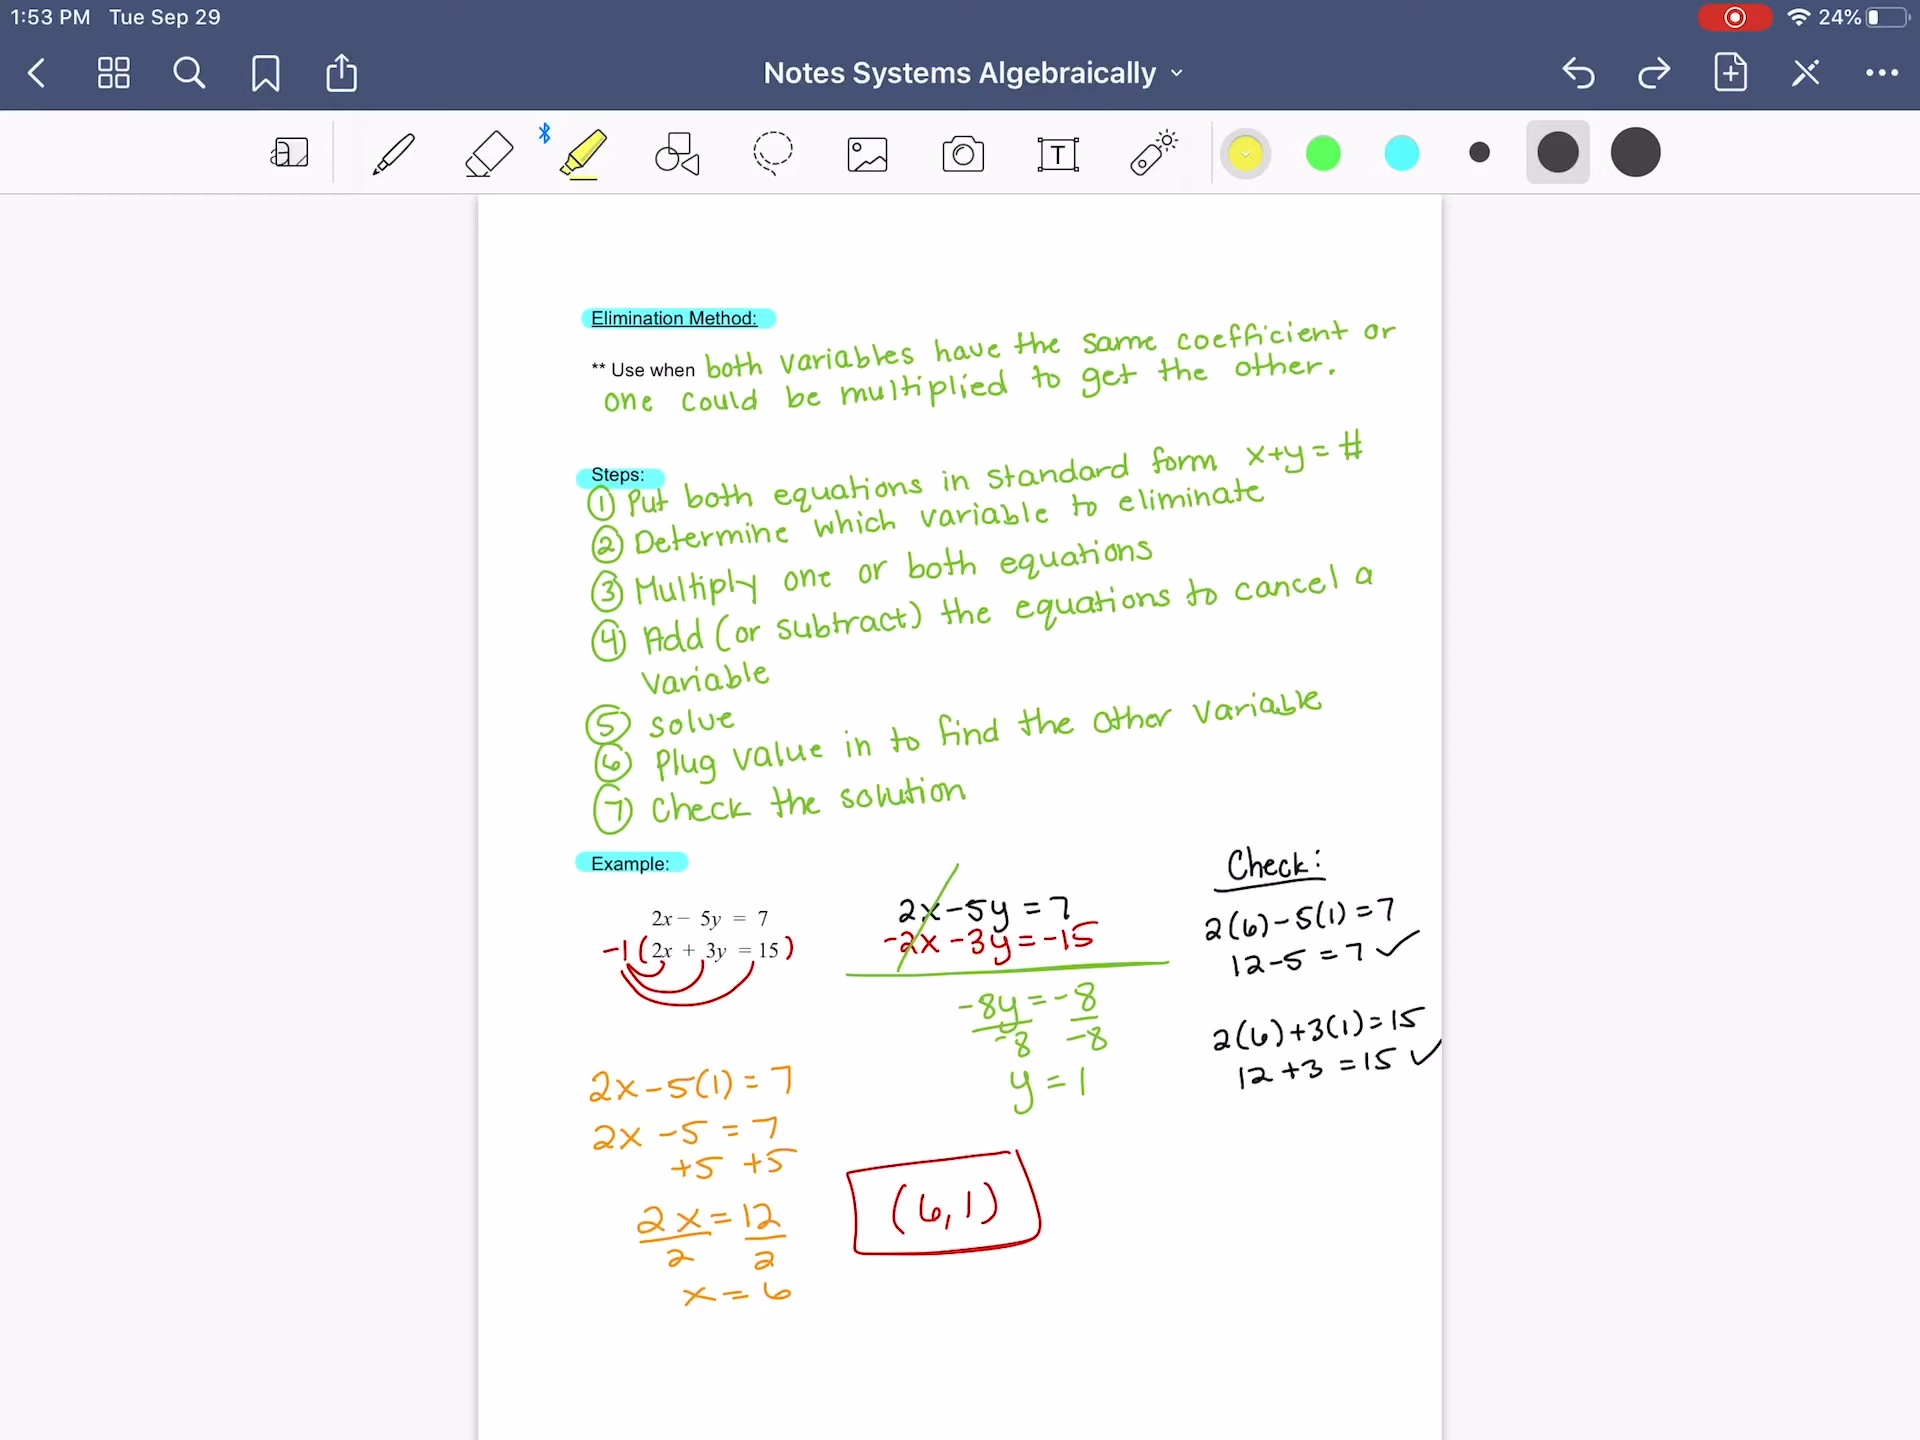 1:53 PM Tue Sep 29
24%
Notes Systems Algebraically
a
T
Elimination Method:
** Use when both variables have the same coefficient or
one could be multiplied to get the other.
Steps:
① Put both equations in standard form x+y = #
② Determine which variable to eliminate
③ Multiply one or both equations
④ Add (or subtract) the equations to cancel a
variable
⑤ solve
⑥ Plug value in to find the other variable
⑦ Check the solution
Example:
2x − 5y = 7
-1(2x + 3y = 15)
2x - 5(1) = 7
2x - 5 = 7
+5 +5
2x = 12
2 2
x = 6
2x - 5y = 7
-2x - 3y = -15
-8y = -8
-8 -8
y = 1
(6,1)
Check:
2(6) - 5(1) = 7
12 - 5 = 7 ✓
2(6) + 3(1) = 15
12 + 3 = 15 ✓